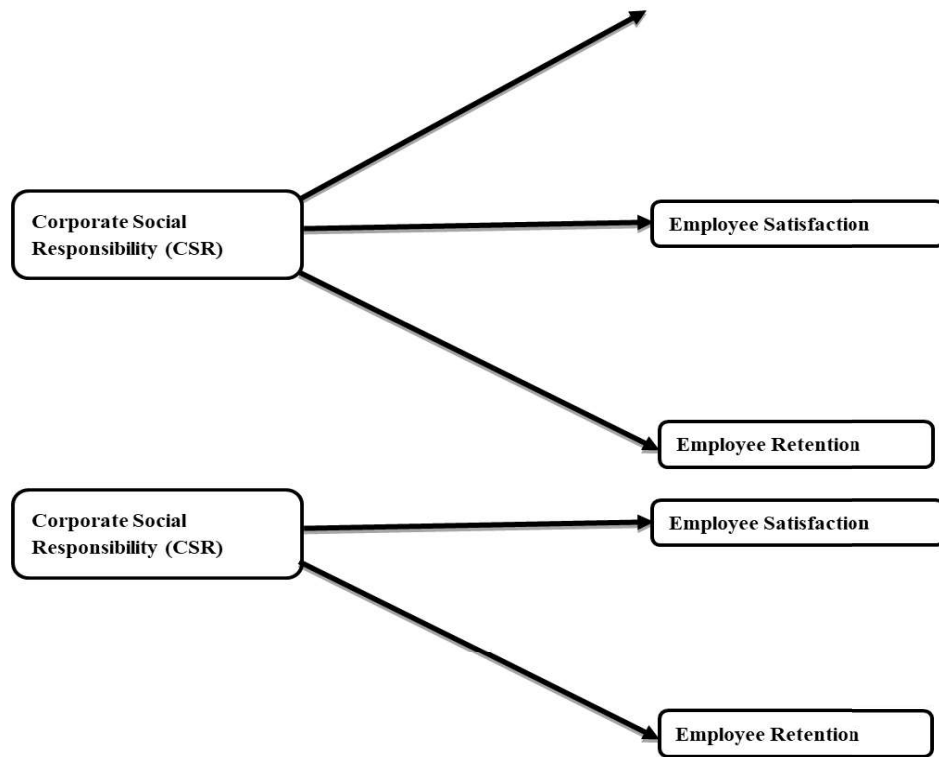 Corporate Social
Responsibility (CSR)
Employee Satisfaction
Employee Retention
Corporate Social
Responsibility (CSR)
Employee Satisfaction
Employee Retention